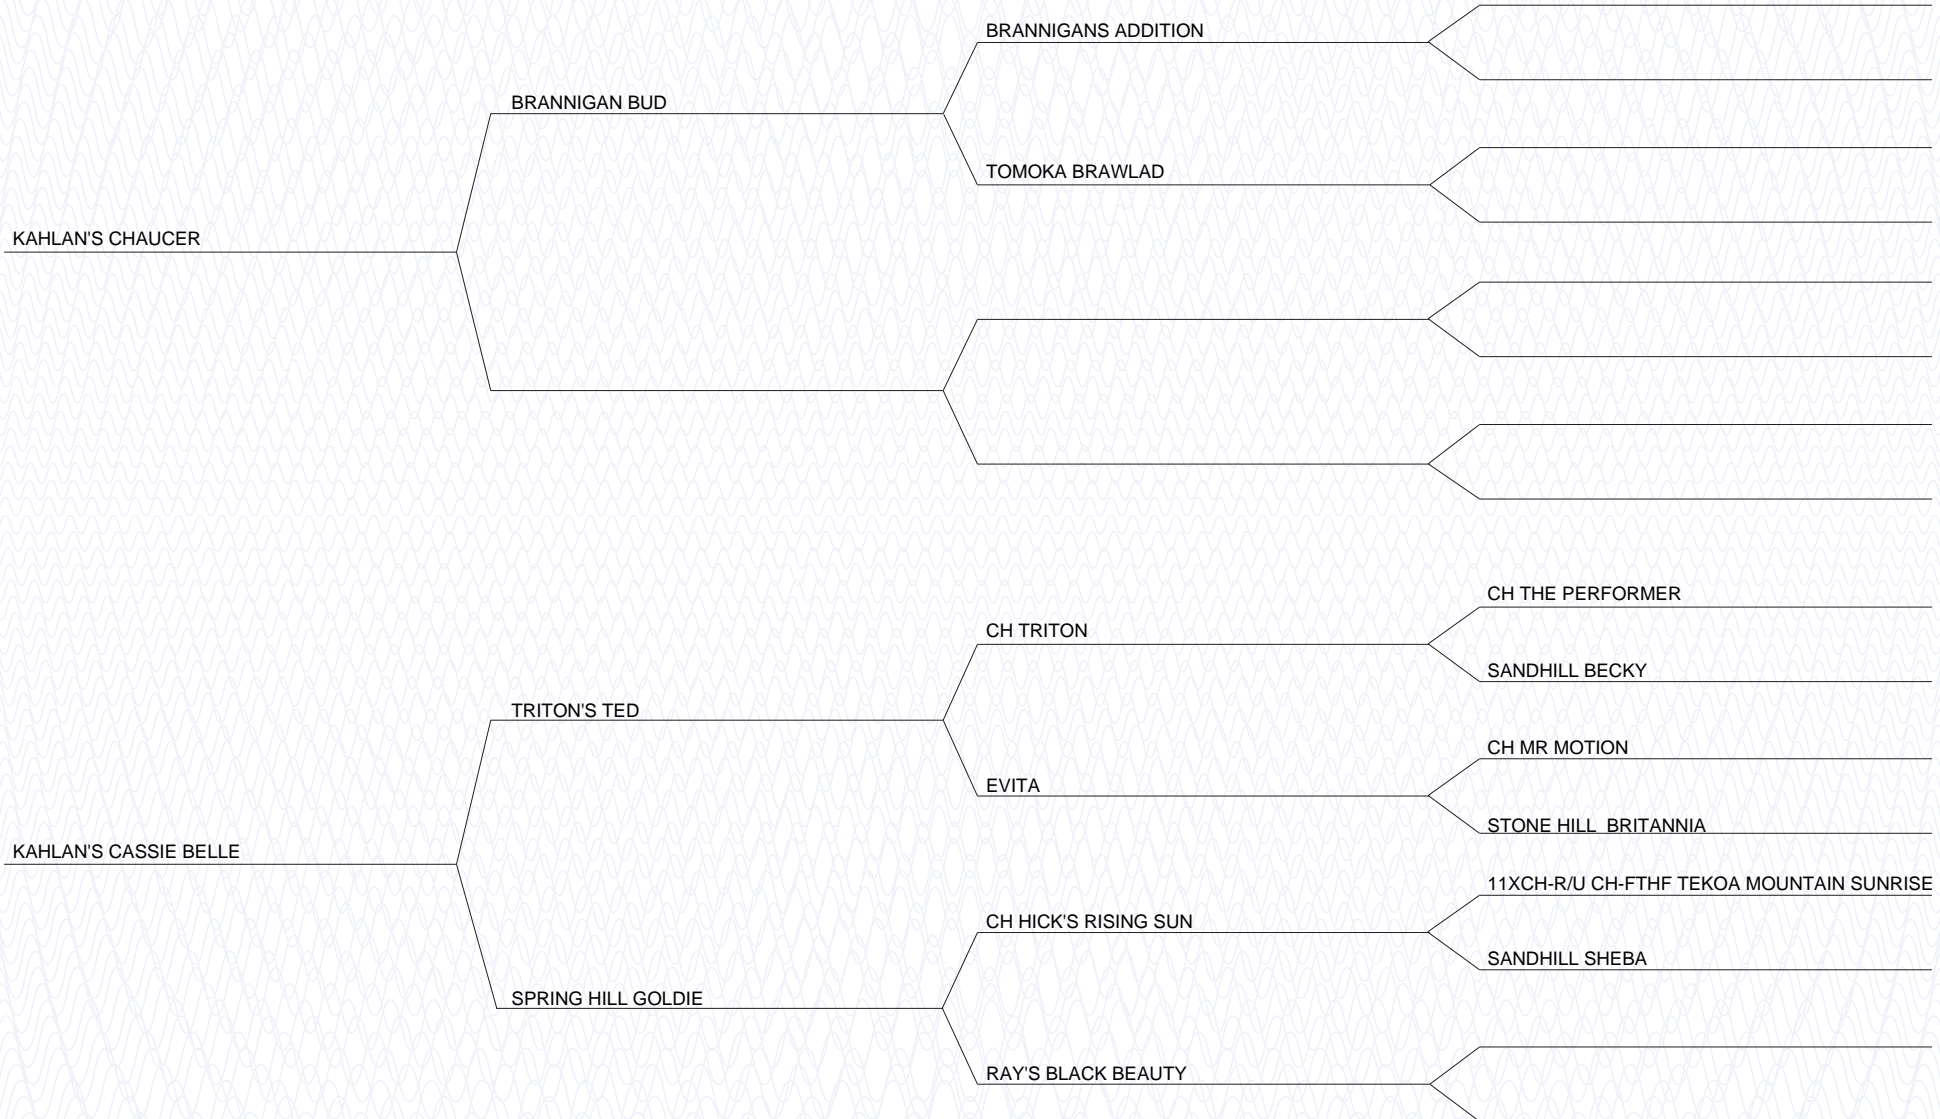 BRANNIGANS ADDITION
BRANNIGAN BUD
TOMOKA BRAWLAD
KAHLAN'S CHAUCER
CH THE PERFORMER
CH TRITON
SANDHILL BECKY
TRITON'S TED
CH MR MOTION
EVITA
STONE HILL  BRITANNIA
KAHLAN'S CASSIE BELLE
11XCH-R/U CH-FTHF TEKOA MOUNTAIN SUNRISE
CH HICK'S RISING SUN
SANDHILL SHEBA
SPRING HILL GOLDIE
RAY'S BLACK BEAUTY